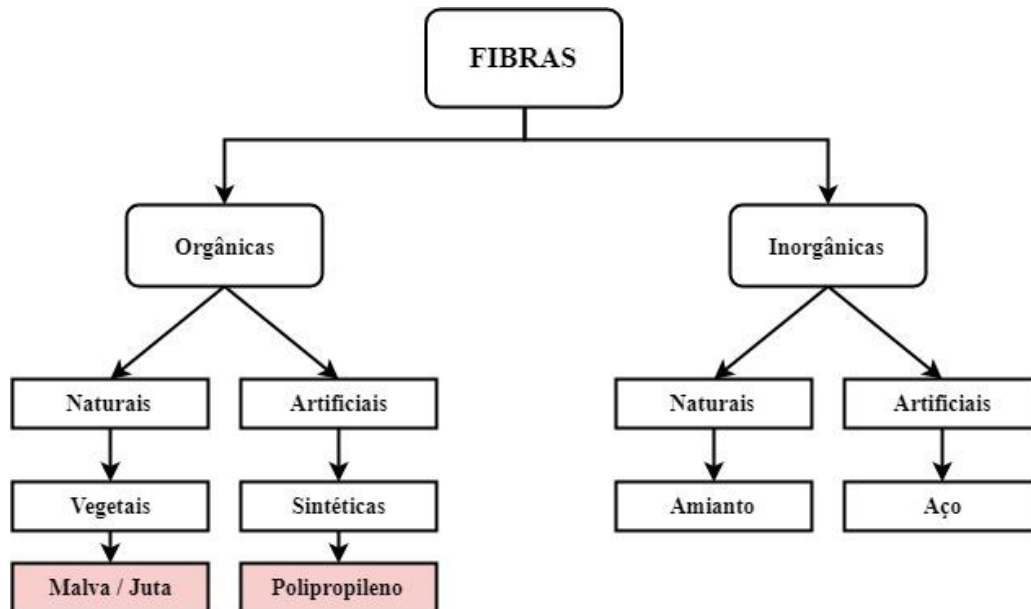 FIBRAS
Orgânicas
Inorgânicas
Naturais
Artificiais
Naturais
Artificiais
Vegetais
Sintéticas
Amianto
Aço
Malva / Juta
Polipropileno